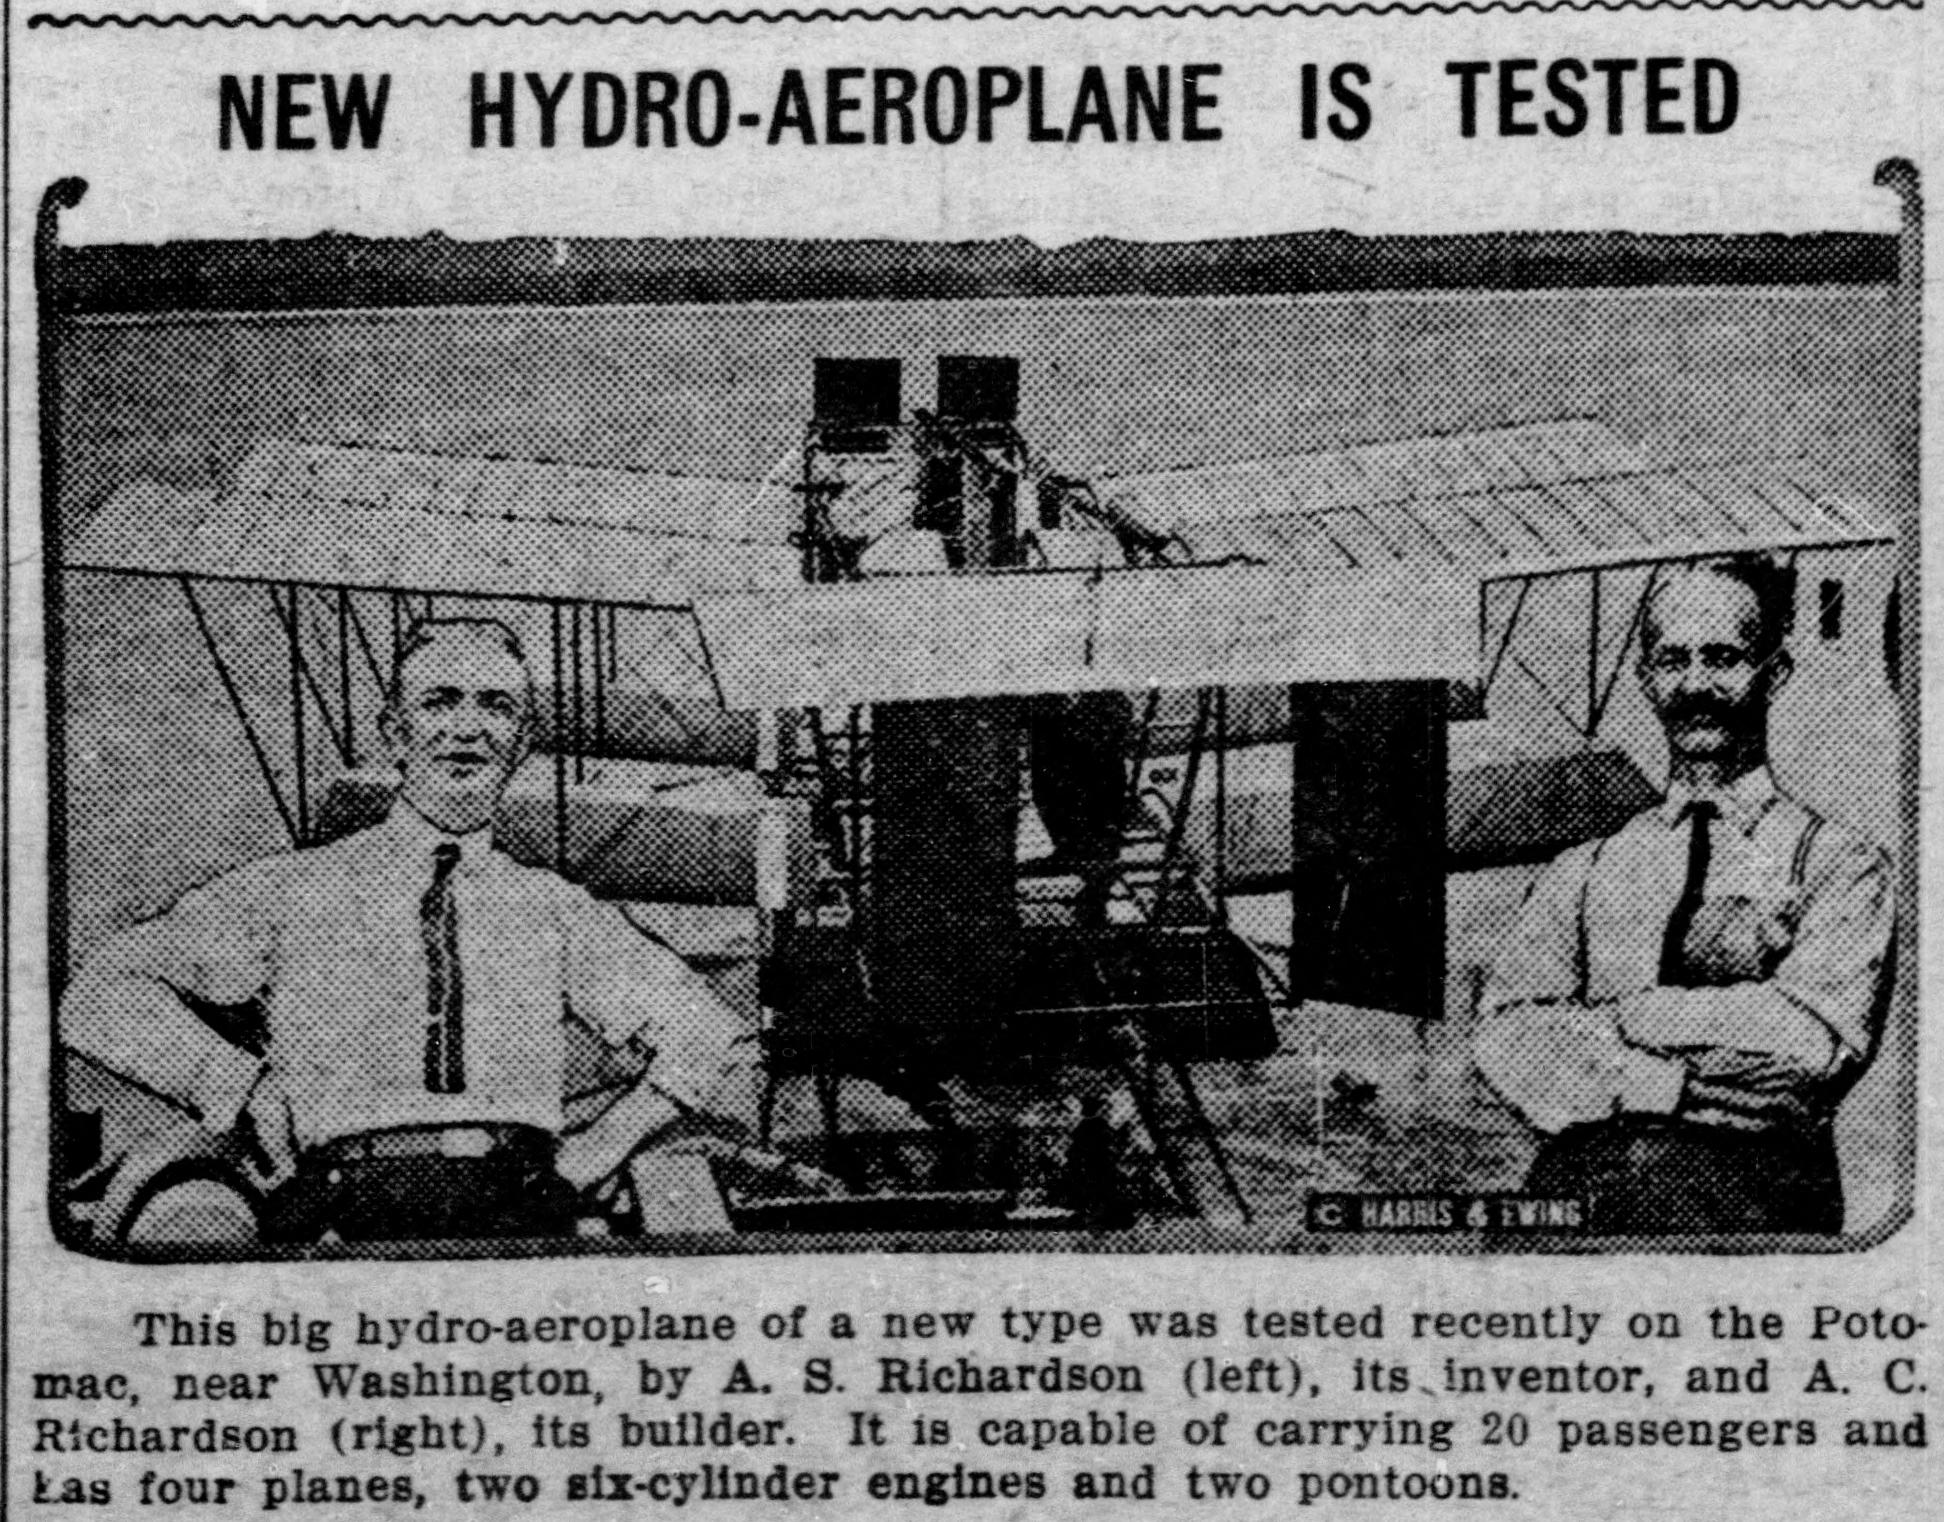 NEW HYDRO-AEROPLANE IS TESTED
© HARRIS & EWING
This big hydro-aeroplane of a new type was tested recently on the Poto-
mac, near Washington, by A. S. Richardson (left), its inventor, and A. C.
Richardson (right), its builder. It is capable of carrying 20 passengers and
has four planes, two six-cylinder engines and two pontoons.